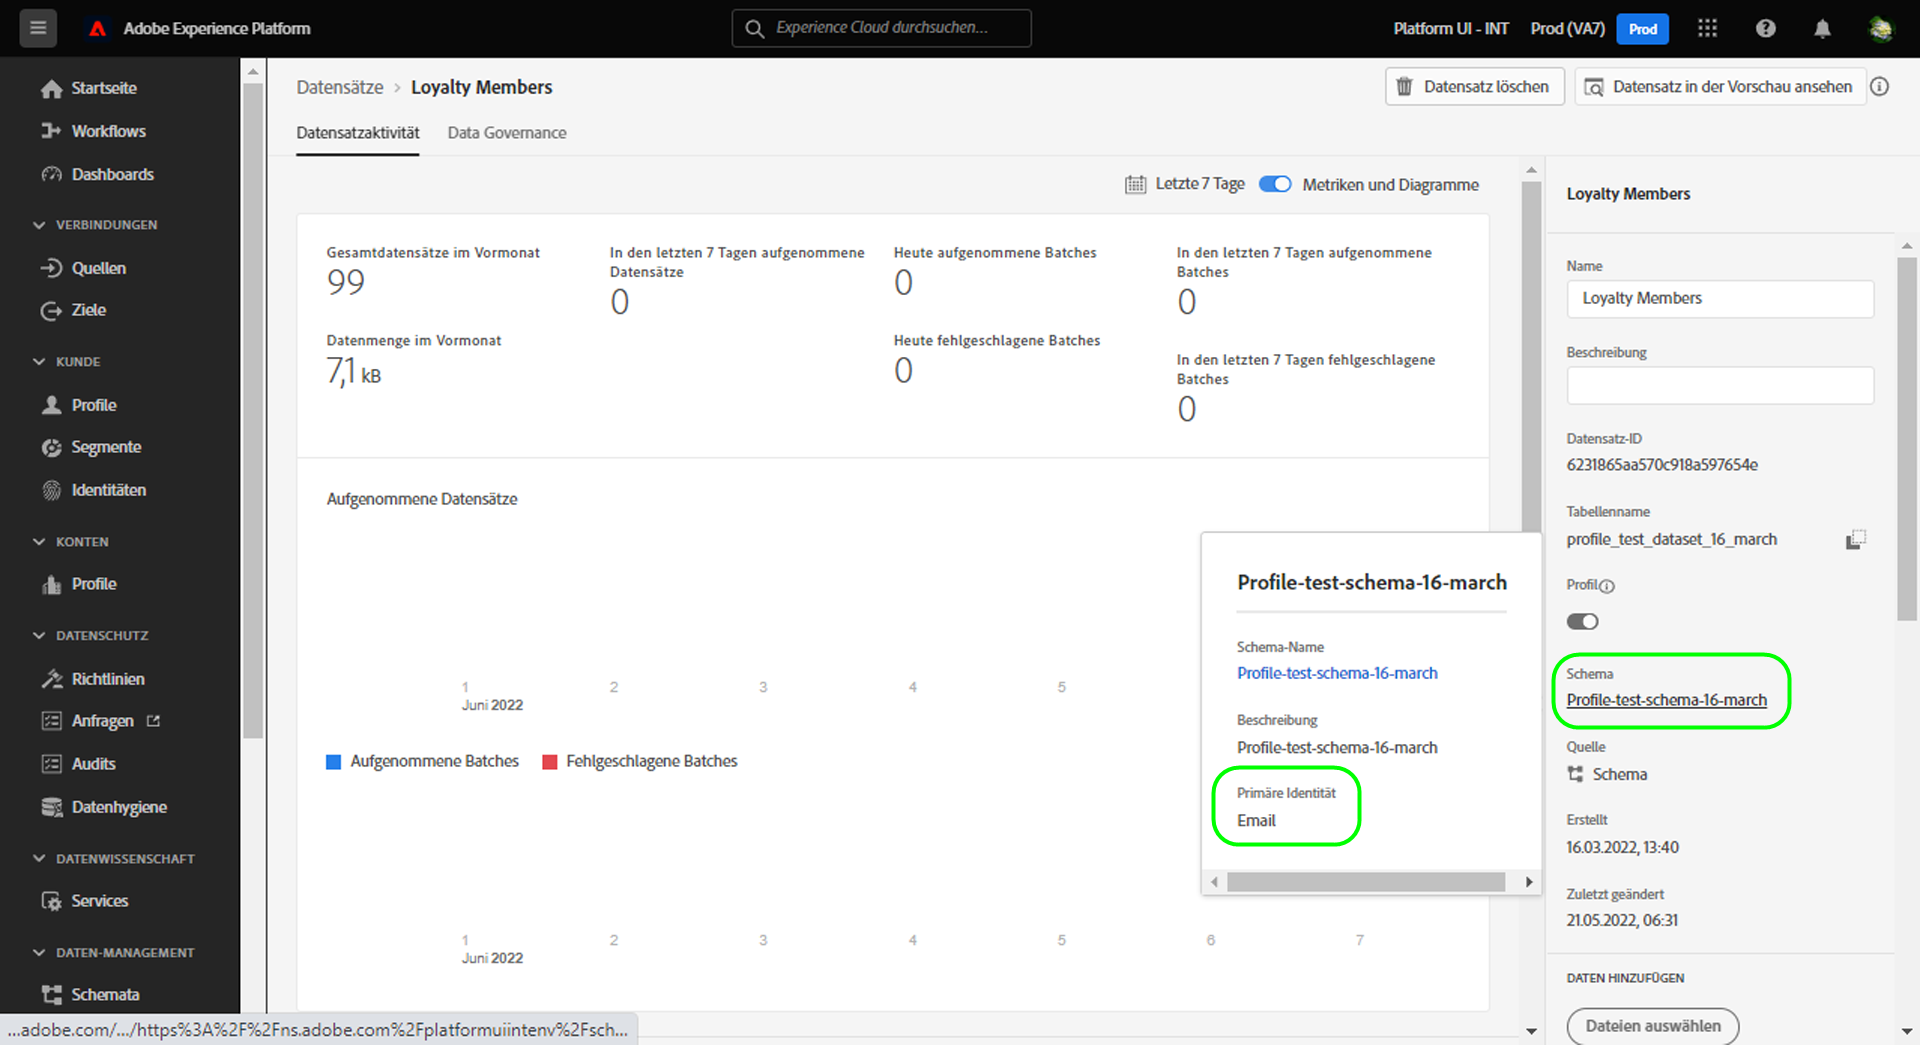 Adobe Experience Platform
Experience Cloud durchsuchen...
Platform UI - INT
Prod (VA7)
Prod
Startseite
Workflows
Dashboards
VERBINDUNGEN
Quellen
Ziele
KUNDE
Profile
Segmente
Identitäten
KONTEN
Profile
DATENSCHUTZ
Richtlinien
Anfragen
Audits
Datenhygiene
DATENWISSENSCHAFT
Services
DATEN-MANAGEMENT
Schemata
Datensätze > Loyalty Members
Datensatz löschen
Datensatz in der Vorschau ansehen
Datensatzaktivität
Data Governance
Letzte 7 Tage
Metriken und Diagramme
Gesamtdatensätze im Vormonat
99
In den letzten 7 Tagen aufgenommene
Datensätze
0
Heute aufgenommene Batches
0
In den letzten 7 Tagen aufgenommene
Batches
0
Datenmenge im Vormonat
7,1 kB
Heute fehlgeschlagene Batches
0
In den letzten 7 Tagen fehlgeschlagene
Batches
0
Aufgenommene Datensätze
1 2 3 4 5
Juni 2022
Aufgenommene Batches
Fehlgeschlagene Batches
1 2 3 4 5 6 7
Juni 2022
Profile-test-schema-16-march
Schema-Name
Profile-test-schema-16-march
Beschreibung
Profile-test-schema-16-march
Primäre Identität
Email
Loyalty Members
Name
Loyalty Members
Beschreibung
Datensatz-ID
6231865aa570c918a597654e
Tabellenname
profile_test_dataset_16_march
Profil
Schema
Profile-test-schema-16-march
Quelle
Schema
Erstellt
16.03.2022, 13:40
Zuletzt geändert
21.05.2022, 06:31
DATEN HINZUFÜGEN
Dateien auswählen
...adobe.com/.../https%3A%2F%2Fns.adobe.com%2Fplatformuiintenv%2Fsch...